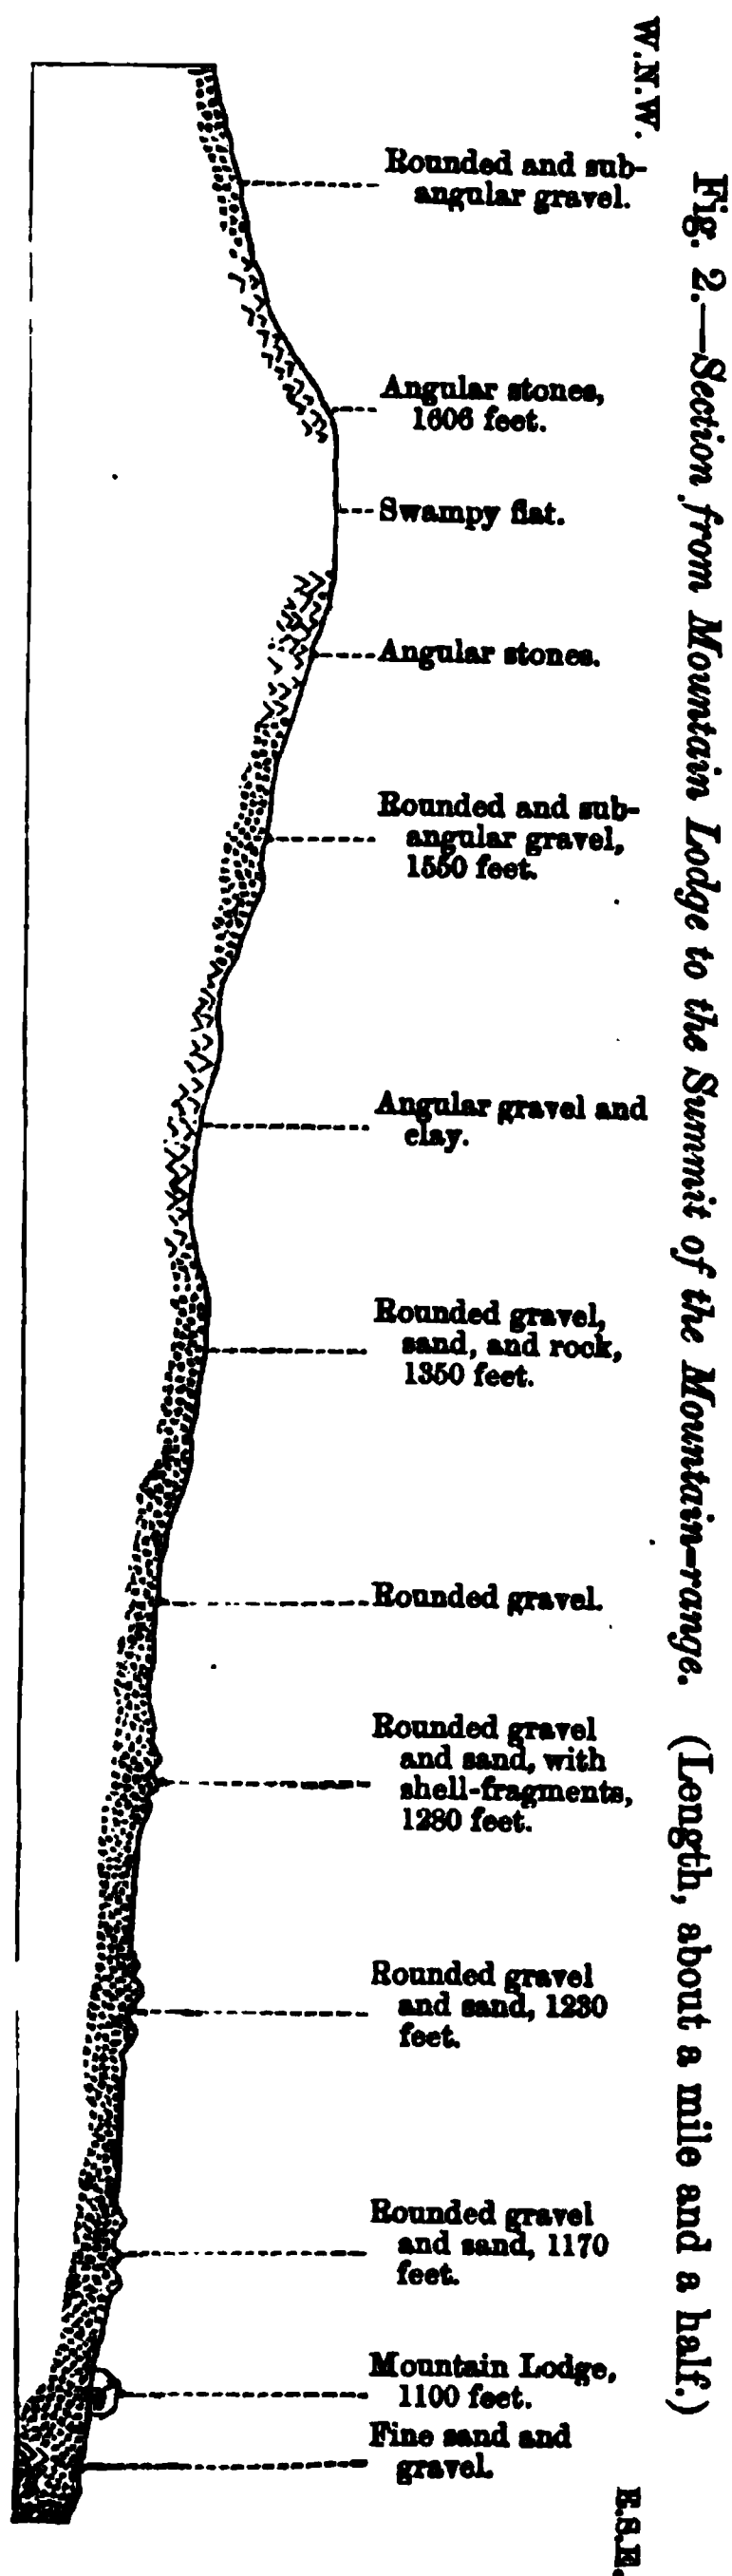 Fig. 2.—Section from Mountain Lodge to the Summit of the Mountain-range. (Length, about a mile and a half.)
W.N.W.
E.S.E.
Rounded and sub-
angular gravel.
Angular stones,
1606 feet.
Swampy flat.
Angular stones.
Rounded and sub-
angular gravel,
1550 feet.
Angular gravel and
clay.
Rounded gravel,
sand, and rock,
1350 feet.
Rounded gravel.
Rounded gravel
and sand, with
shell-fragments,
1280 feet.
Rounded gravel
and sand, 1230
feet.
Rounded gravel
and sand, 1170
feet.
Mountain Lodge,
1100 feet.
Fine sand and
gravel.